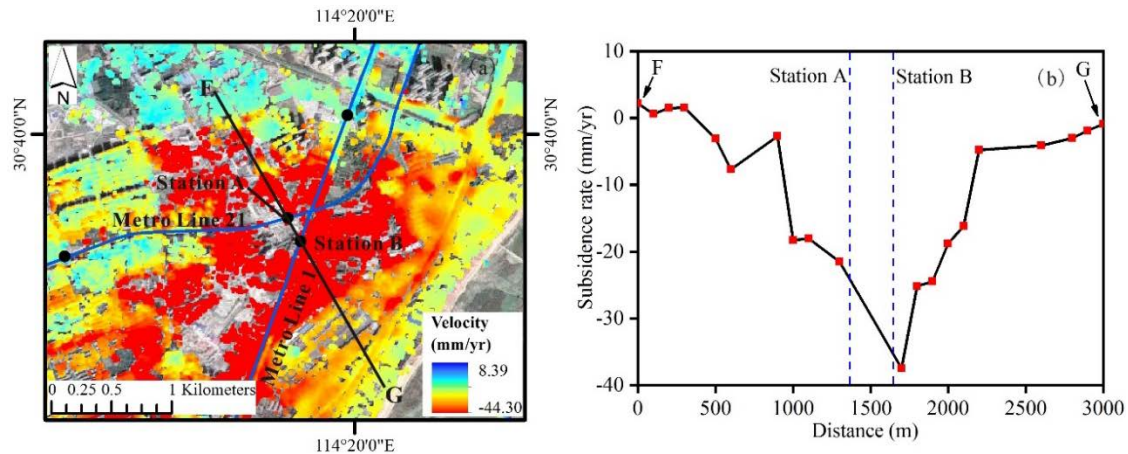 114°20'0"E
(a)
N
F
30°40'0"N
30°40'0"N
Station A
Metro Line 21
Station B
Metro Line 1
Velocity
(mm/yr)
8.39
-44.30
0 0.25 0.5 1 Kilometers
G
114°20'0"E
10
0
-10
-20
-30
-40
Subsidence rate (mm/yr)
F
Station A
Station B
(b)
G
0 500 1000 1500 2000 2500 3000
Distance (m)